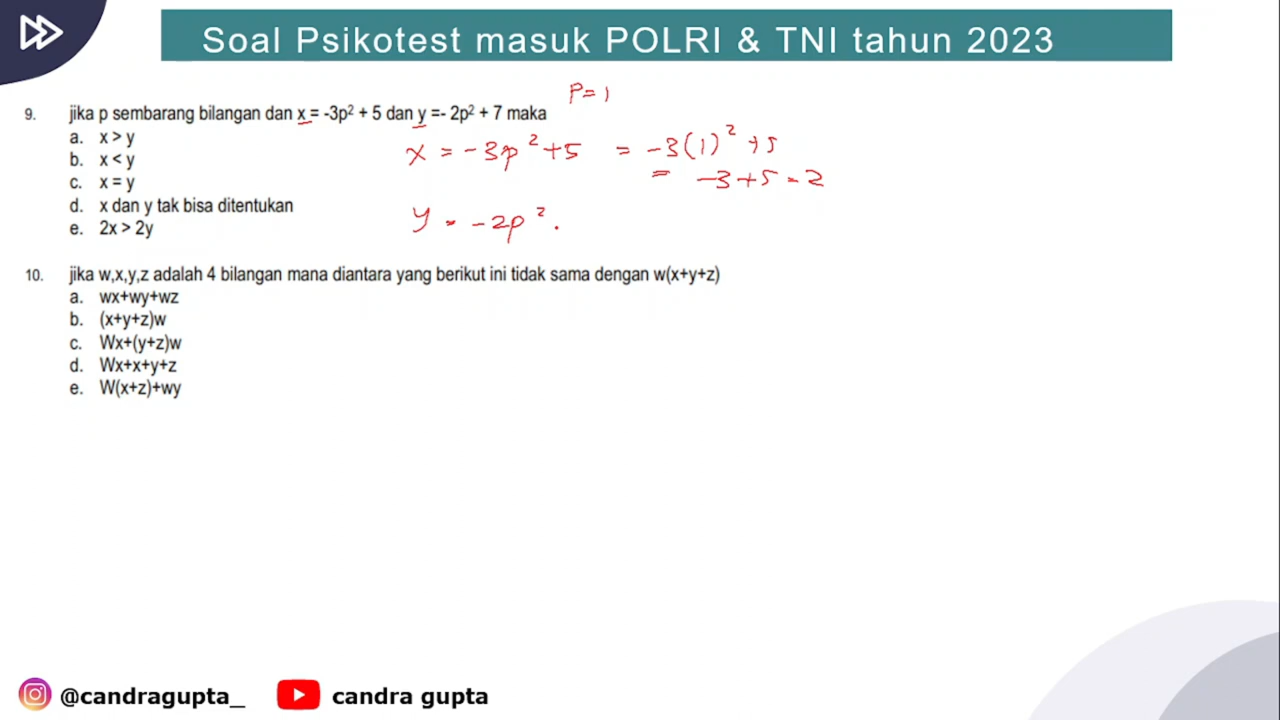 Soal Psikotest masuk POLRI & TNI tahun 2023
P=1
9. jika p sembarang bilangan dan x = -3p² + 5 dan y =- 2p² + 7 maka
a. x > y
b. x < y
c. x = y
d. x dan y tak bisa ditentukan
e. 2x > 2y
x = -3p² +5 = -3(1)² +5
= -3+5 = 2
y = -2p² .
10. jika w,x,y,z adalah 4 bilangan mana diantara yang berikut ini tidak sama dengan w(x+y+z)
a. wx+wy+wz
b. (x+y+z)w
c. Wx+(y+z)w
d. Wx+x+y+z
e. W(x+z)+wy
@candragupta_ candra gupta